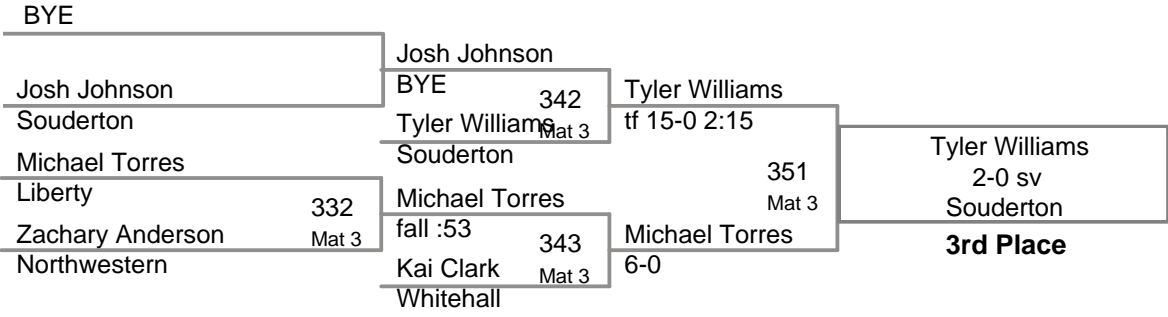 BYE
Josh Johnson
Souderton
Michael Torres
Liberty
332
Mat 3
Zachary Anderson
Northwestern
Josh Johnson
BYE
342
Mat 3
Tyler Williams
Souderton
Michael Torres
fall :53
343
Mat 3
Kai Clark
Whitehall
Tyler Williams
tf 15-0 2:15
351
Mat 3
Michael Torres
6-0
Tyler Williams
2-0 sv
Souderton
3rd Place